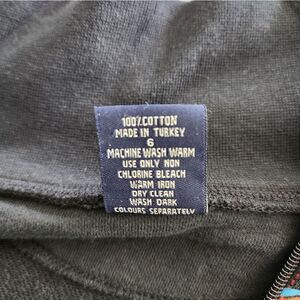 100% COTTON
MADE IN TURKEY
6
MACHINE WASH WARM
USE ONLY NON
CHLORINE BLEACH
WARM IRON
DRY CLEAN
WASH DARK
COLOURS SEPARATELY